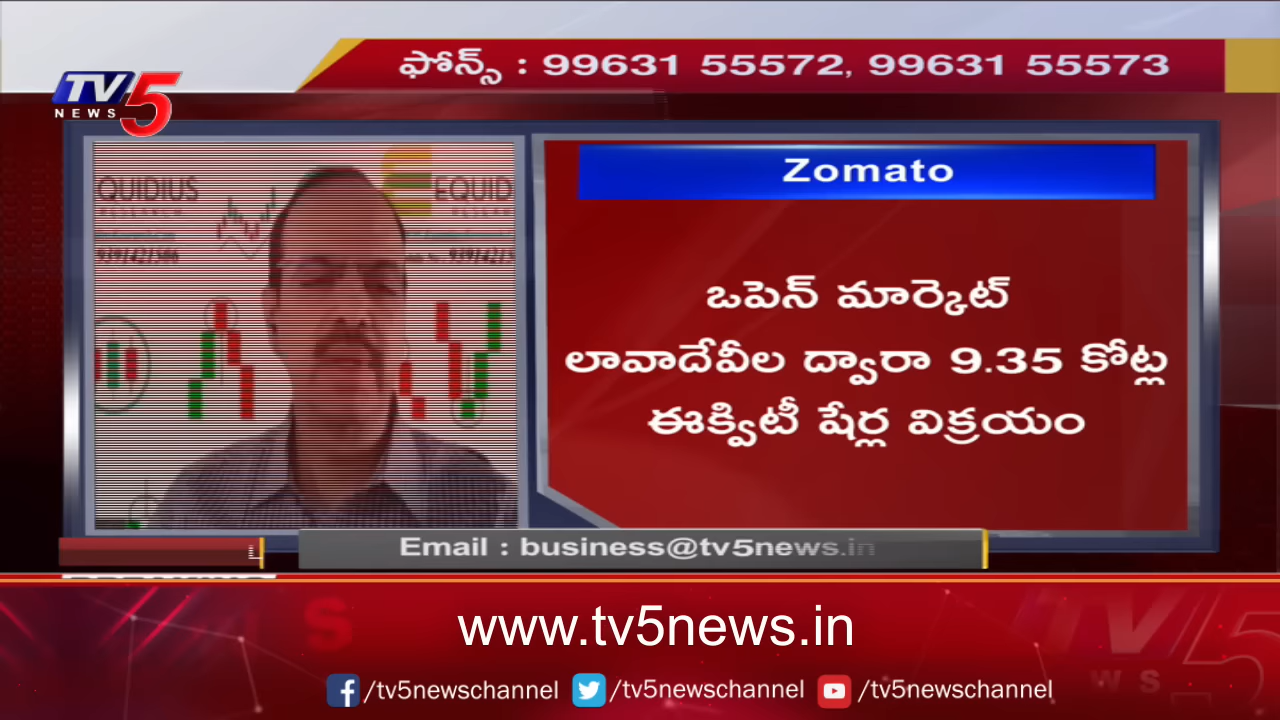 ఫోన్స్ : 99631 55572, 99631 55573
TV5
NEWS
QUIDIUS
RESEARCH
EQUID
Zomato
ఒపెన్ మార్కెట్
లావాదేవీల ద్వారా 9.35 కోట్ల
ఈక్విటీ షేర్ల విక్రయం
Email : business@tv5news.in
www.tv5news.in
/tv5newschannel /tv5newschannel /tv5newschannel